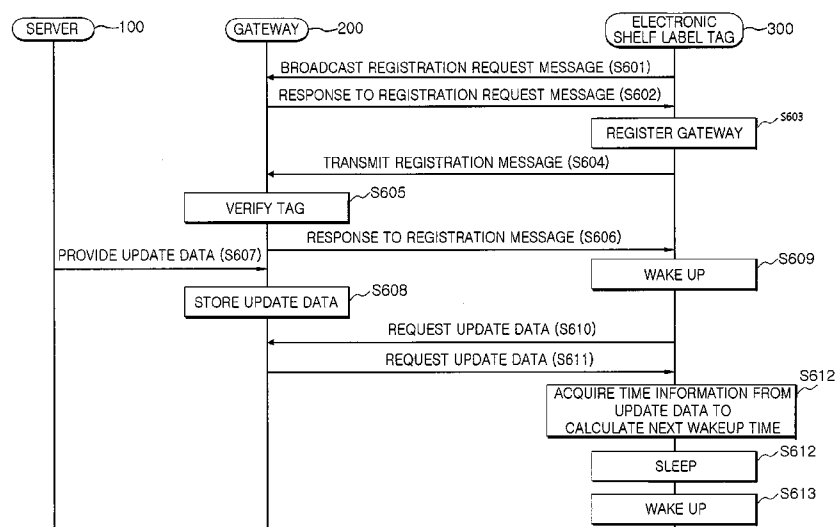 SERVER 100
GATEWAY 200
ELECTRONIC
SHELF LABEL TAG 300
BROADCAST REGISTRATION REQUEST MESSAGE (S601)
RESPONSE TO REGISTRATION REQUEST MESSAGE (S602)
REGISTER GATEWAY S603
TRANSMIT REGISTRATION MESSAGE (S604)
VERIFY TAG S605
RESPONSE TO REGISTRATION MESSAGE (S606)
PROVIDE UPDATE DATA (S607)
WAKE UP S609
STORE UPDATE DATA S608
REQUEST UPDATE DATA (S610)
REQUEST UPDATE DATA (S611)
S612
ACQUIRE TIME INFORMATION FROM
UPDATE DATA TO
CALCULATE NEXT WAKEUP TIME
SLEEP S612
WAKE UP S613